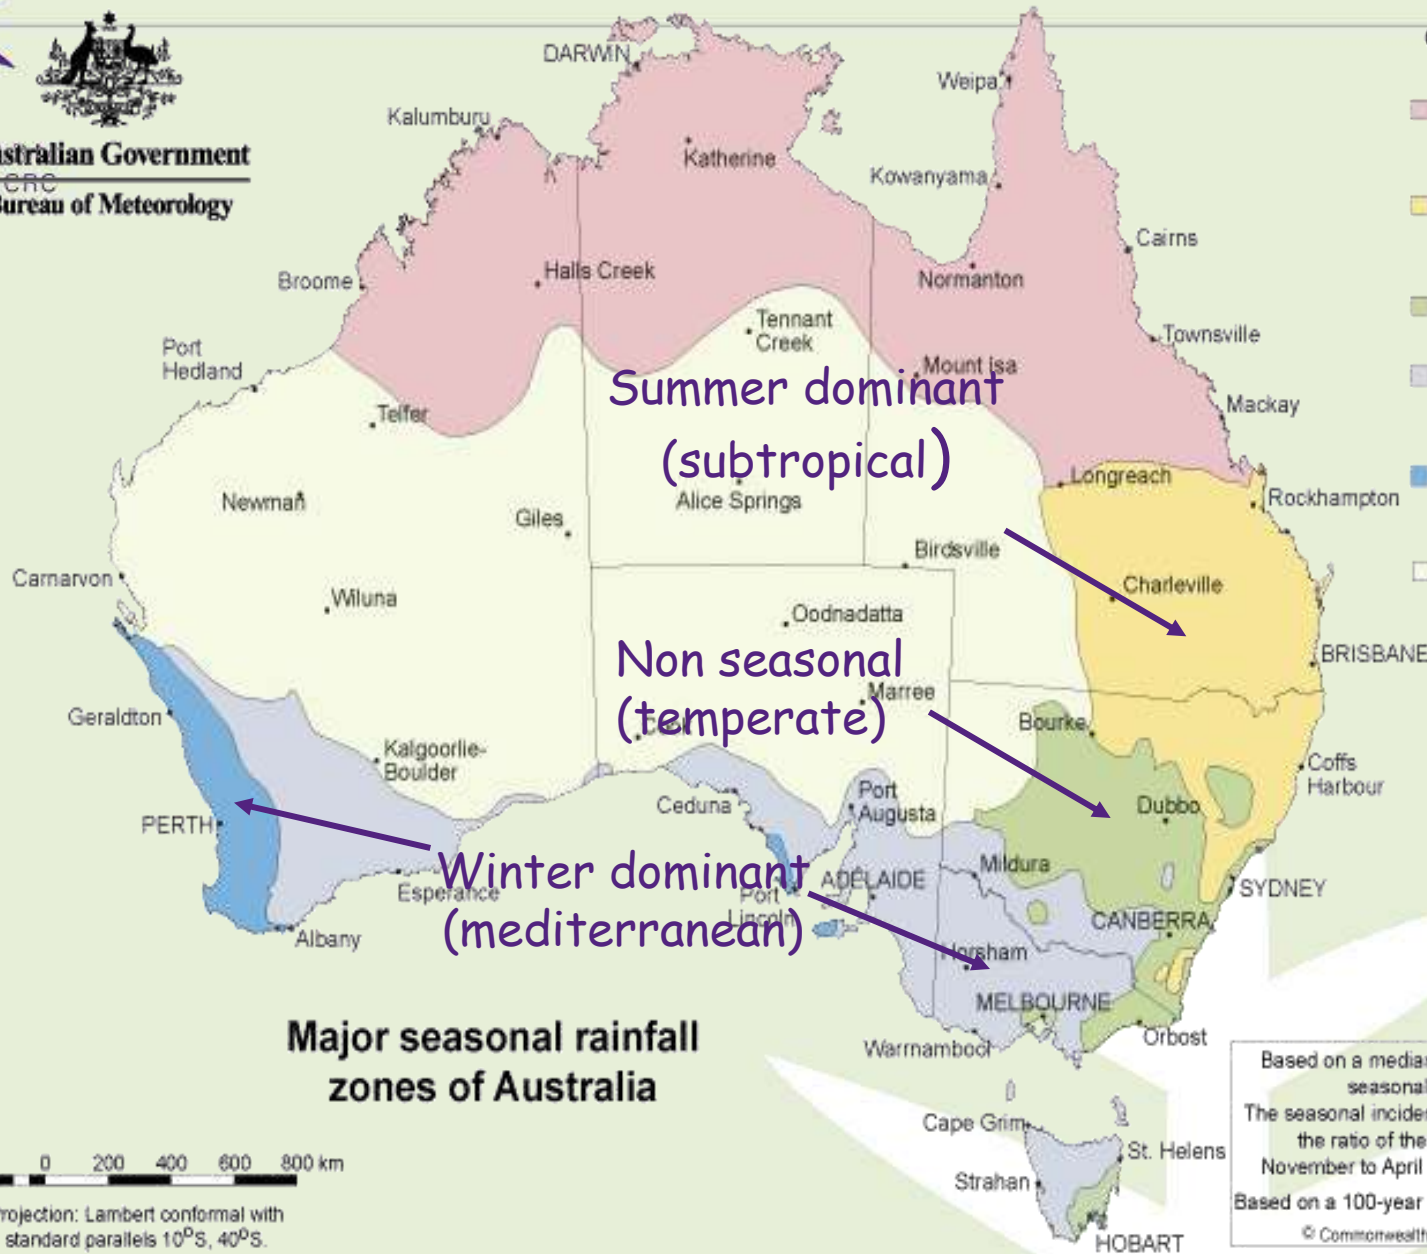 Australian Government
CRC
Bureau of Meteorology
DARWIN
Weipa
Kalumburu
Katherine
Kowanyama
Cairns
Broome
Halls Creek
Normanton
Tennant
Creek
Townsville
Port
Hedland
Mount Isa
Summer dominant
(subtropical)
Telfer
Mackay
Longreach
Newman
Alice Springs
Rockhampton
Giles
Birdsville
Carnarvon
Charleville
Wiluna
Oodnadatta
Non seasonal
(temperate)
BRISBANE
Marree
Geraldton
Cook
Bourke
Kalgoorlie-
Boulder
Coffs
Harbour
Ceduna
Port
Augusta
Dubbo
PERTH
Winter dominant
(mediterranean)
Mildura
ADELAIDE
Esperance
Port
Lincoln
SYDNEY
CANBERRA
Albany
Horsham
MELBOURNE
Major seasonal rainfall
zones of Australia
Warrnambool
Orbost
Based on a median
seasonal
The seasonal inciden
the ratio of the
November to April
Based on a 100-year
© Commonwealth
Cape Grim
St. Helens
Strahan
HOBART
0 200 400 600 800 km
Projection: Lambert conformal with
standard parallels 10°S, 40°S.